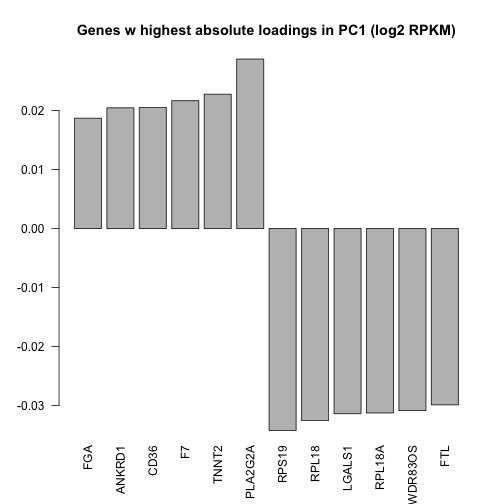 Genes w highest absolute loadings in PC1 (log2 RPKM)
0.02
0.01
0.00
-0.01
-0.02
-0.03
FGA
ANKRD1
CD36
F7
TNNT2
PLA2G2A
RPS19
RPL18
LGALS1
RPL18A
WDR83OS
FTL